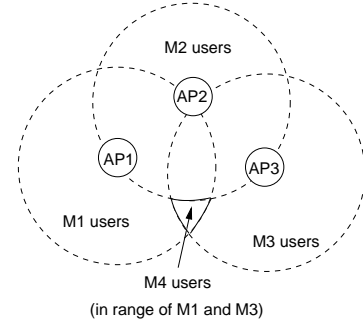 M2 users
AP2
AP1
AP3
M1 users
M3 users
M4 users
(in range of M1 and M3)